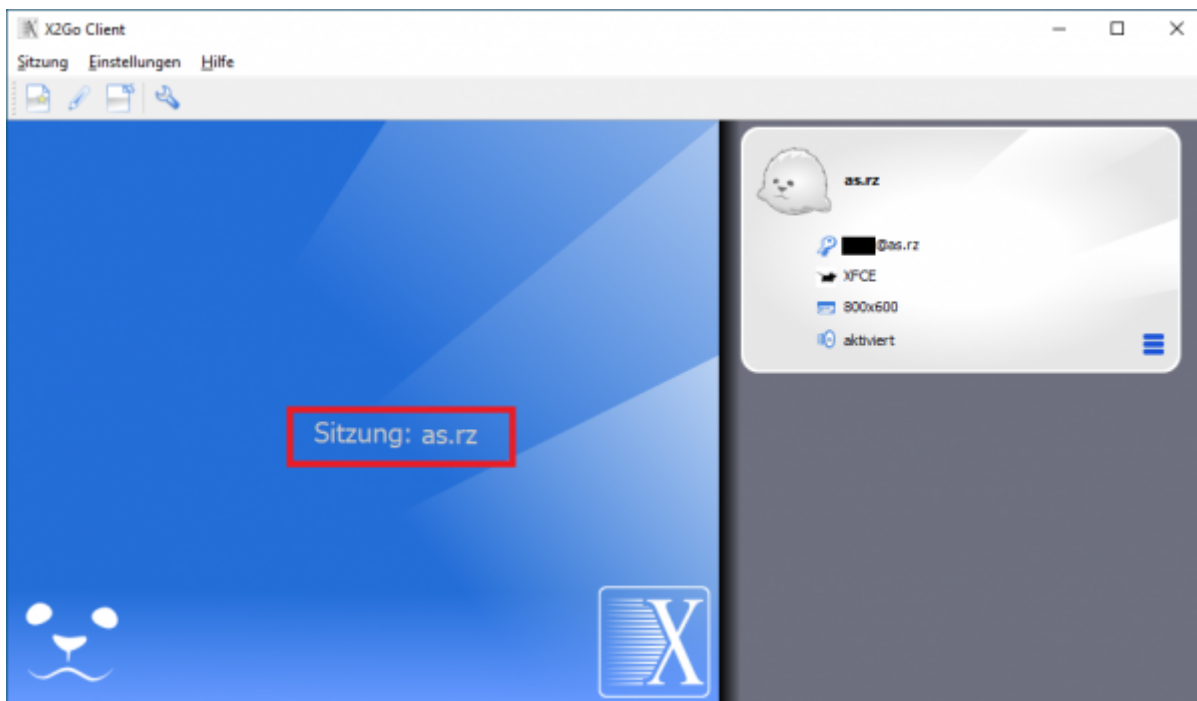 X2Go Client
Sitzung Einstellungen Hilfe
as.rz
@as.rz
XFCE
800x600
aktiviert
Sitzung: as.rz
X